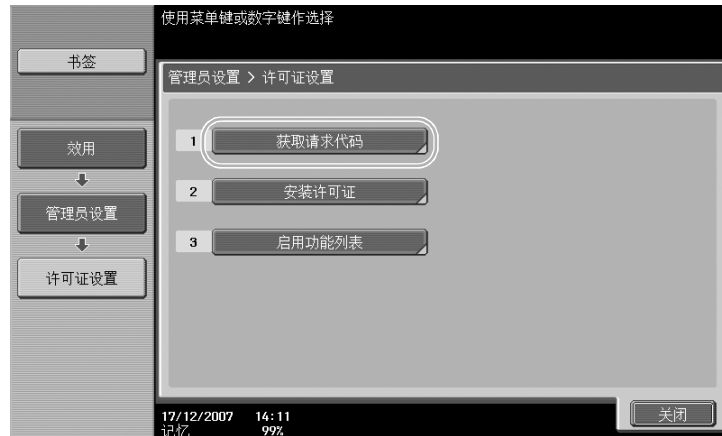 使用菜单键或数字键作选择
书签
管理员设置 > 许可证设置
效用
管理员设置
许可证设置
1 获取请求代码
2 安装许可证
3 启用功能列表
17/12/2007 14:11
记忆 99%
关闭